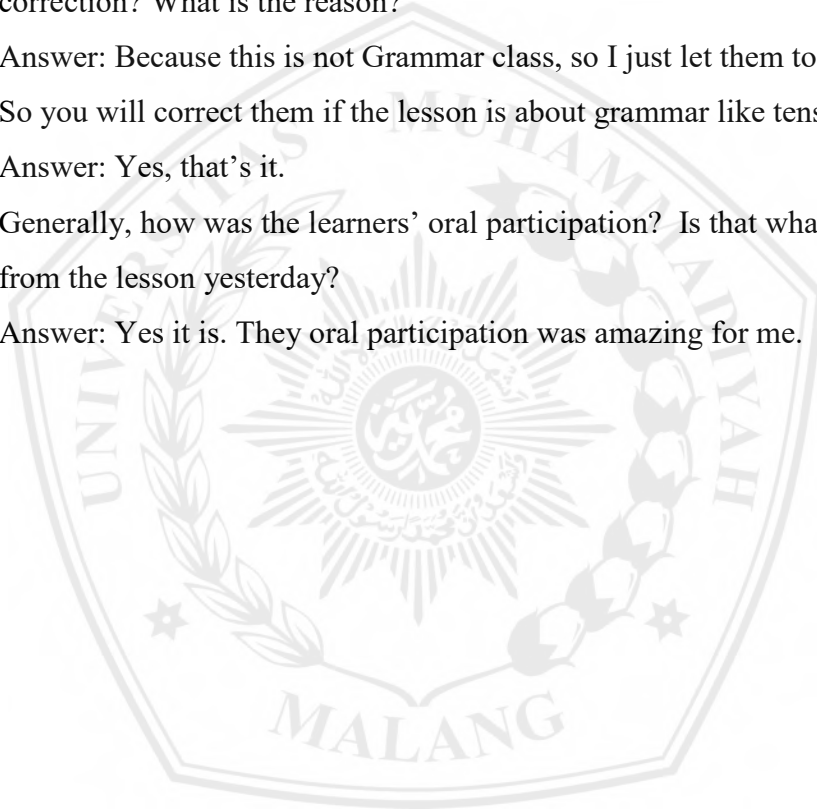 correction? What is the reason?
Answer: Because this is not Grammar class, so I just let them to
So you will correct them if the lesson is about grammar like tens
Answer: Yes, that’s it.
Generally, how was the learners’ oral participation?  Is that wha
from the lesson yesterday?
Answer: Yes it is. They oral participation was amazing for me.
UNIVERSITAS MUHAMMADIYAH
MALANG